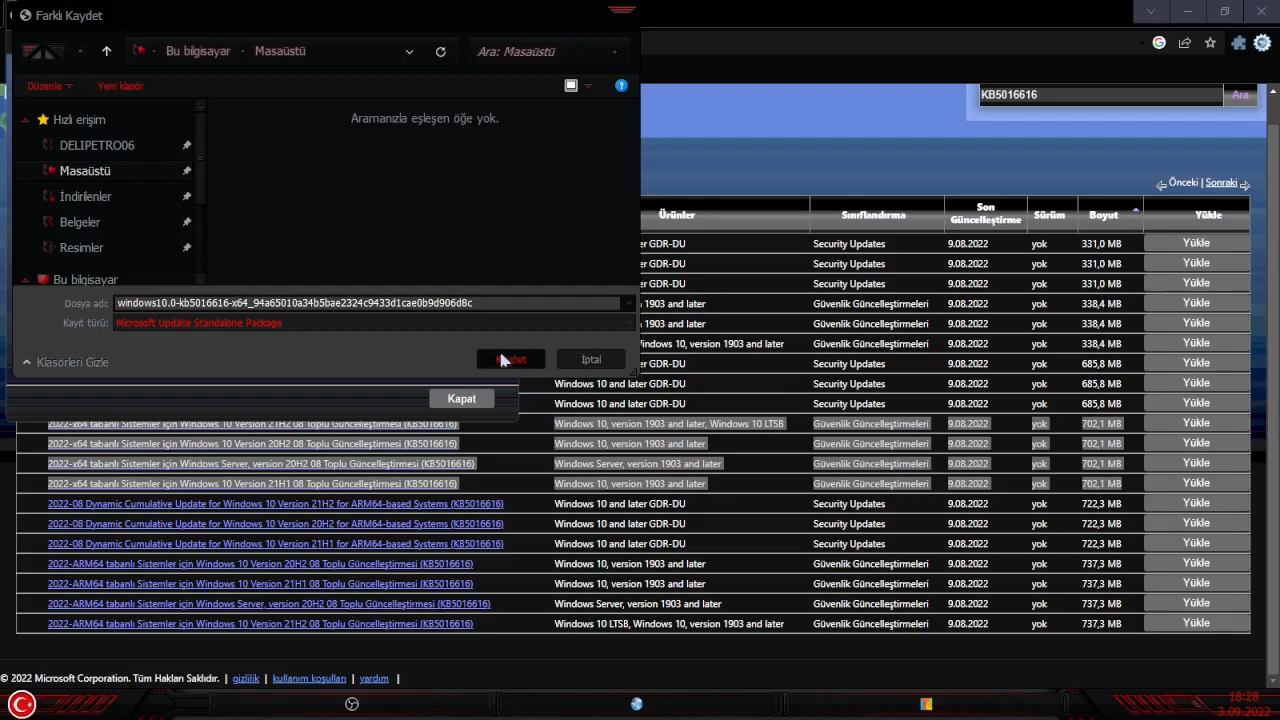 Farklı Kaydet
Bu bilgisayar
Masaüstü
Ara: Masaüstü
Düzenle
Yeni klasör
Hızlı erişim
DELIPETRO06
Masaüstü
İndirilenler
Belgeler
Resimler
Bu bilgisayar
Aramanızla eşleşen öğe yok.
Dosya adı:
windows10.0-kb5016616-x64_94a65010a34b5bae2324c9433d1cae0b9d906d8c
Kayıt türü:
Microsoft Update Standalone Package
Klasörleri Gizle
İptal
Kapat
KB5016616
Ara
Önceki | Sonraki
Ürünler Sınıflandırma Son Güncelleştirme Sürüm Boyut Yükle
er GDR-DU Security Updates 9.08.2022 yok 331,0 MB Yükle
er GDR-DU Security Updates 9.08.2022 yok 331,0 MB Yükle
er GDR-DU Security Updates 9.08.2022 yok 331,0 MB Yükle
1903 and later Güvenlik Güncelleştirmeleri 9.08.2022 yok 338,4 MB Yükle
1903 and later Güvenlik Güncelleştirmeleri 9.08.2022 yok 338,4 MB Yükle
Windows 10, version 1903 and later Güvenlik Güncelleştirmeleri 9.08.2022 yok 338,4 MB Yükle
er GDR-DU Security Updates 9.08.2022 yok 685,8 MB Yükle
Windows 10 and later GDR-DU Security Updates 9.08.2022 yok 685,8 MB Yükle
Windows 10 and later GDR-DU Security Updates 9.08.2022 yok 685,8 MB Yükle
2022-x64 tabanlı Sistemler için Windows 10 Version 21H2 08 Toplu Güncelleştirmesi (KB5016616) Windows 10, version 1903 and later, Windows 10 LTSB Güvenlik Güncelleştirmeleri 9.08.2022 yok 702,1 MB Yükle
2022-x64 tabanlı Sistemler için Windows 10 Version 20H2 08 Toplu Güncelleştirmesi (KB5016616) Windows 10, version 1903 and later Güvenlik Güncelleştirmeleri 9.08.2022 yok 702,1 MB Yükle
2022-x64 tabanlı Sistemler için Windows Server, version 20H2 08 Toplu Güncelleştirmesi (KB5016616) Windows Server, version 1903 and later Güvenlik Güncelleştirmeleri 9.08.2022 yok 702,1 MB Yükle
2022-x64 tabanlı Sistemler için Windows 10 Version 21H1 08 Toplu Güncelleştirmesi (KB5016616) Windows 10, version 1903 and later Güvenlik Güncelleştirmeleri 9.08.2022 yok 702,1 MB Yükle
2022-08 Dynamic Cumulative Update for Windows 10 Version 21H2 for ARM64-based Systems (KB5016616) Windows 10 and later GDR-DU Security Updates 9.08.2022 yok 722,3 MB Yükle
2022-08 Dynamic Cumulative Update for Windows 10 Version 20H2 for ARM64-based Systems (KB5016616) Windows 10 and later GDR-DU Security Updates 9.08.2022 yok 722,3 MB Yükle
2022-08 Dynamic Cumulative Update for Windows 10 Version 21H1 for ARM64-based Systems (KB5016616) Windows 10 and later GDR-DU Security Updates 9.08.2022 yok 722,3 MB Yükle
2022-ARM64 tabanlı Sistemler için Windows 10 Version 20H2 08 Toplu Güncelleştirmesi (KB5016616) Windows 10, version 1903 and later Güvenlik Güncelleştirmeleri 9.08.2022 yok 737,3 MB Yükle
2022-ARM64 tabanlı Sistemler için Windows 10 Version 21H1 08 Toplu Güncelleştirmesi (KB5016616) Windows 10, version 1903 and later Güvenlik Güncelleştirmeleri 9.08.2022 yok 737,3 MB Yükle
2022-ARM64 tabanlı Sistemler için Windows Server, version 20H2 08 Toplu Güncelleştirmesi (KB5016616) Windows Server, version 1903 and later Güvenlik Güncelleştirmeleri 9.08.2022 yok 737,3 MB Yükle
2022-ARM64 tabanlı Sistemler için Windows 10 Version 21H2 08 Toplu Güncelleştirmesi (KB5016616) Windows 10 LTSB, Windows 10, version 1903 and later Güvenlik Güncelleştirmeleri 9.08.2022 yok 737,3 MB Yükle
© 2022 Microsoft Corporation. Tüm Hakları Saklıdır. | gizlilik | kullanım koşulları | yardım |
18:28
3.09.2022